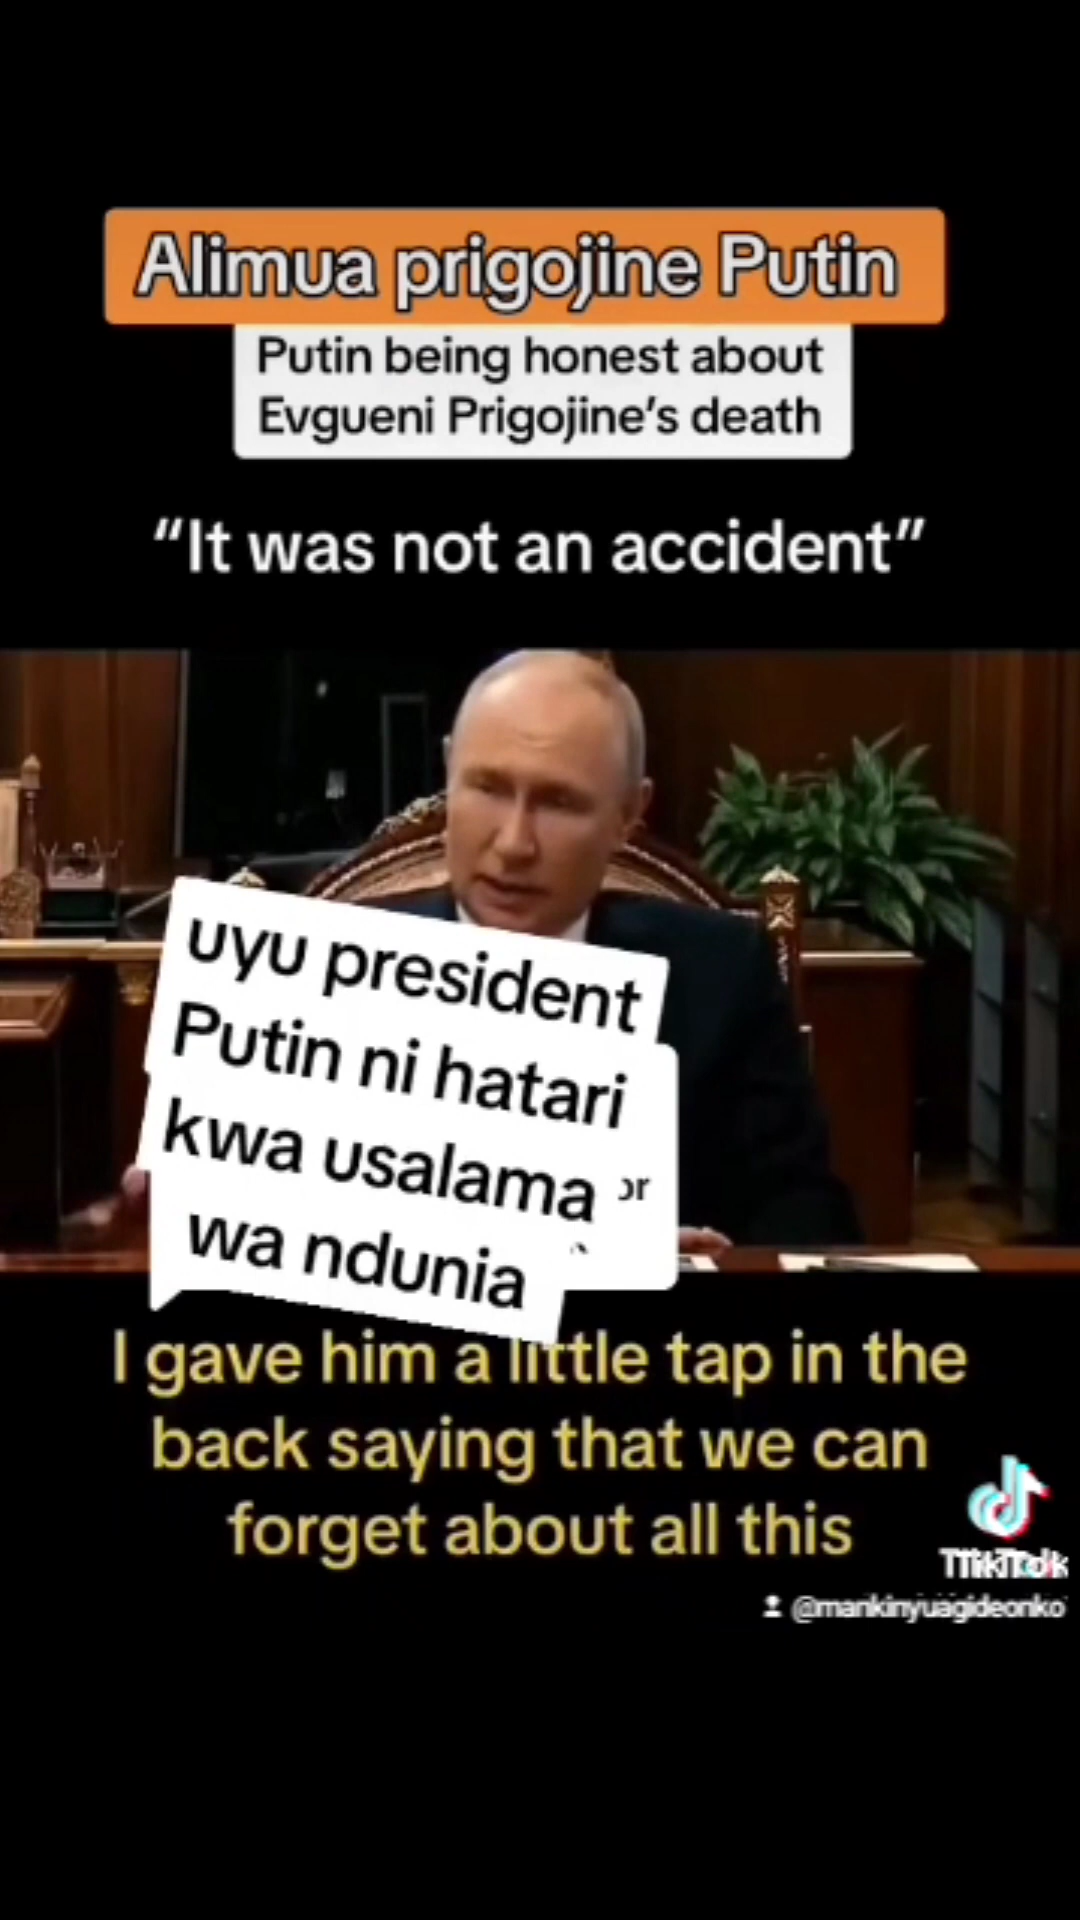 Alimua prigojine Putin
Putin being honest about
Evgueni Prigojine’s death
“It was not an accident”
uyu president
Putin ni hatari
kwa usalama
wa ndunia
or
I gave him a little tap in the
back saying that we can
forget about all this
TikTok
@marikinyuagideonko